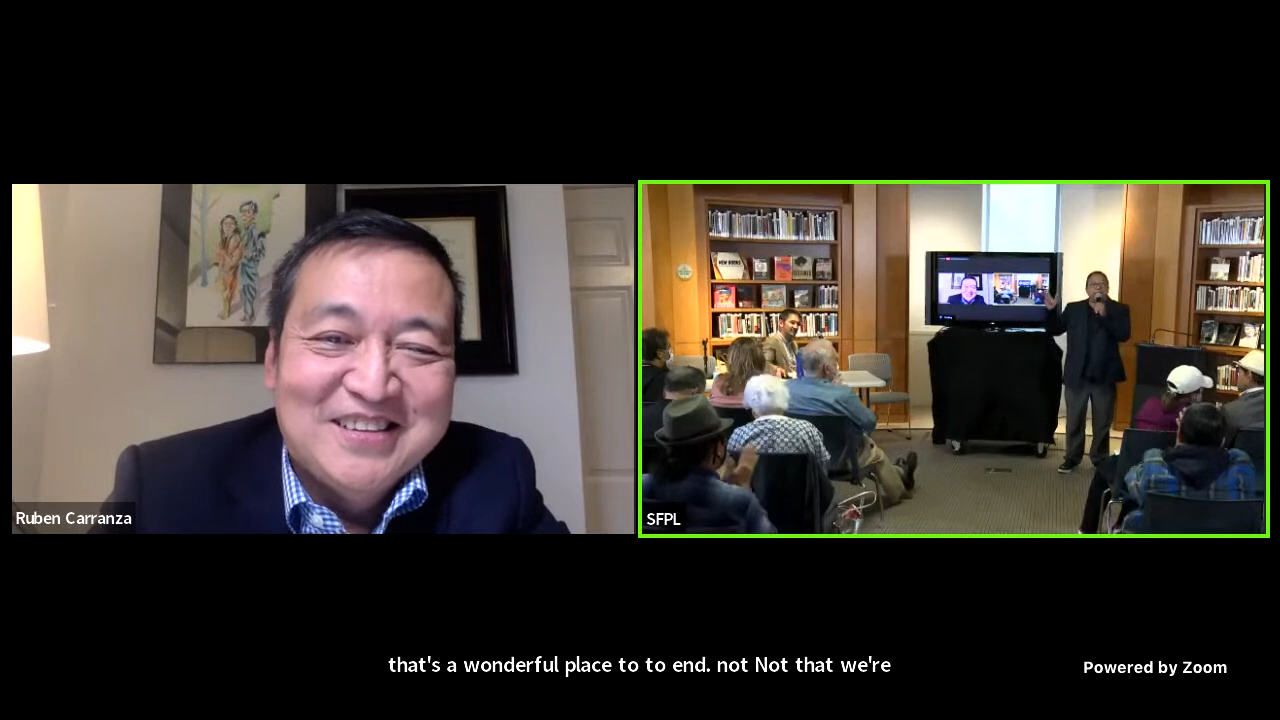 NEW BOOKS
Ruben Carranza
SFPL
that's a wonderful place to to end. not Not that we're
Powered by Zoom